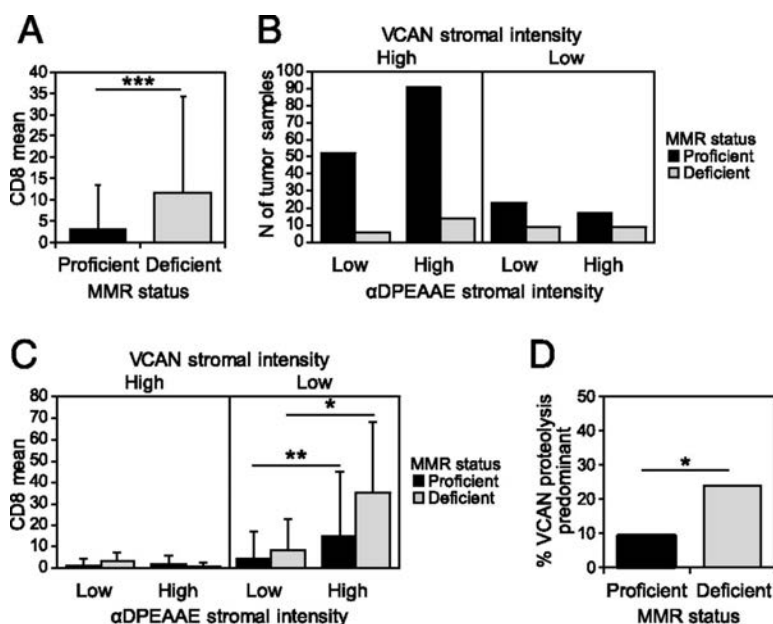 A
CD8 mean
40
35
30
25
20
15
10
5
0
***
Proficient Deficient
MMR status
B
VCAN stromal intensity
High Low
N of tumor samples
100
90
80
70
60
50
40
30
20
10
0
Low High Low High
αDPEAAE stromal intensity
MMR status
Proficient
Deficient
C
VCAN stromal intensity
High Low
CD8 mean
80
70
60
50
40
30
20
10
0
*
**
Low High Low High
αDPEAAE stromal intensity
MMR status
Proficient
Deficient
D
% VCAN proteolysis
predominant
50
40
30
20
10
0
*
Proficient Deficient
MMR status